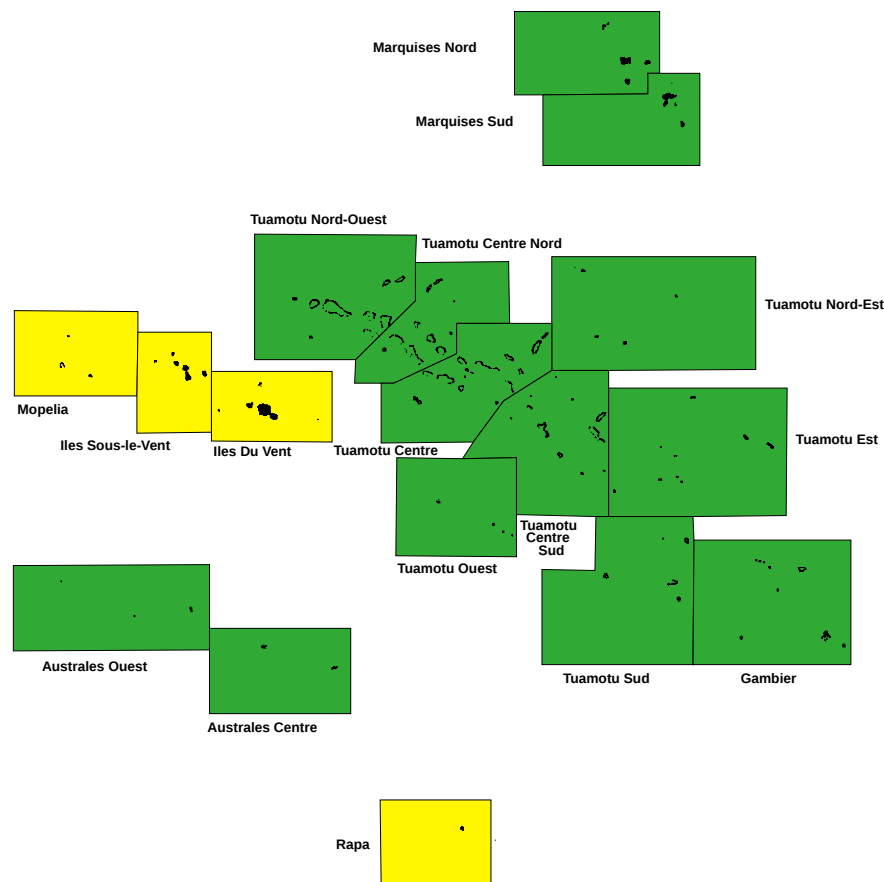 Marquises Nord
Marquises Sud
Tuamotu Nord-Ouest
Tuamotu Centre Nord
Tuamotu Nord-Est
Mopelia
Iles Sous-le-Vent
Iles Du Vent
Tuamotu Centre
Tuamotu Est
Tuamotu
Centre
Sud
Tuamotu Ouest
Australes Ouest
Tuamotu Sud
Gambier
Australes Centre
Rapa